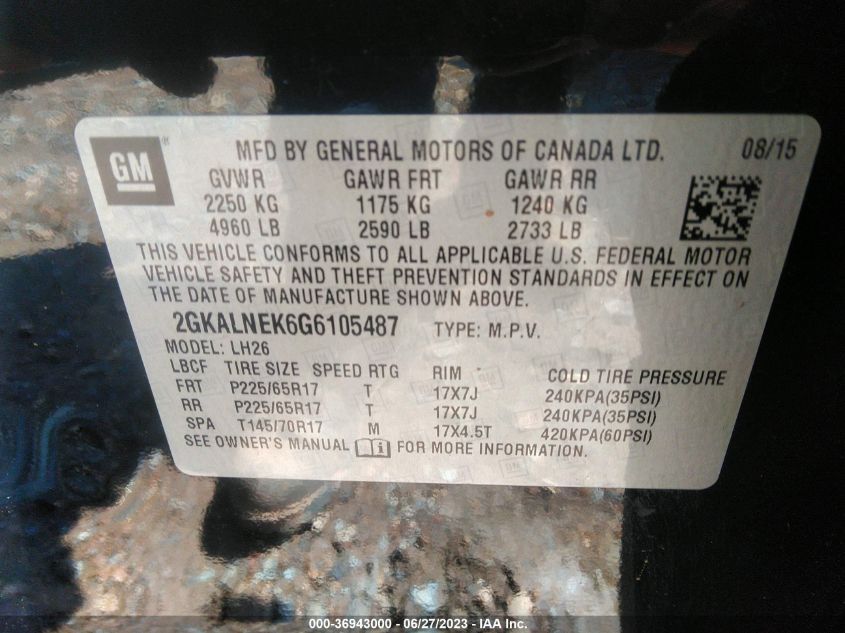 GM ® MFD BY GENERAL MOTORS OF CANADA LTD. 08/15
GVWR GAWR FRT GAWR RR
2250 KG 1175 KG 1240 KG
4960 LB 2590 LB 2733 LB
THIS VEHICLE CONFORMS TO ALL APPLICABLE U.S. FEDERAL MOTOR
VEHICLE SAFETY AND THEFT PREVENTION STANDARDS IN EFFECT ON
THE DATE OF MANUFACTURE SHOWN ABOVE.
2GKALNEK6G6105487 TYPE: M.P.V.
MODEL: LH26
LBCF TIRE SIZE SPEED RTG RIM COLD TIRE PRESSURE
FRT P225/65R17 T 17X7J 240KPA(35PSI)
RR P225/65R17 T 17X7J 240KPA(35PSI)
SPA T145/70R17 M 17X4.5T 420KPA(60PSI)
SEE OWNER'S MANUAL FOR MORE INFORMATION.
000-36943000 - 06/27/2023 - IAA Inc.